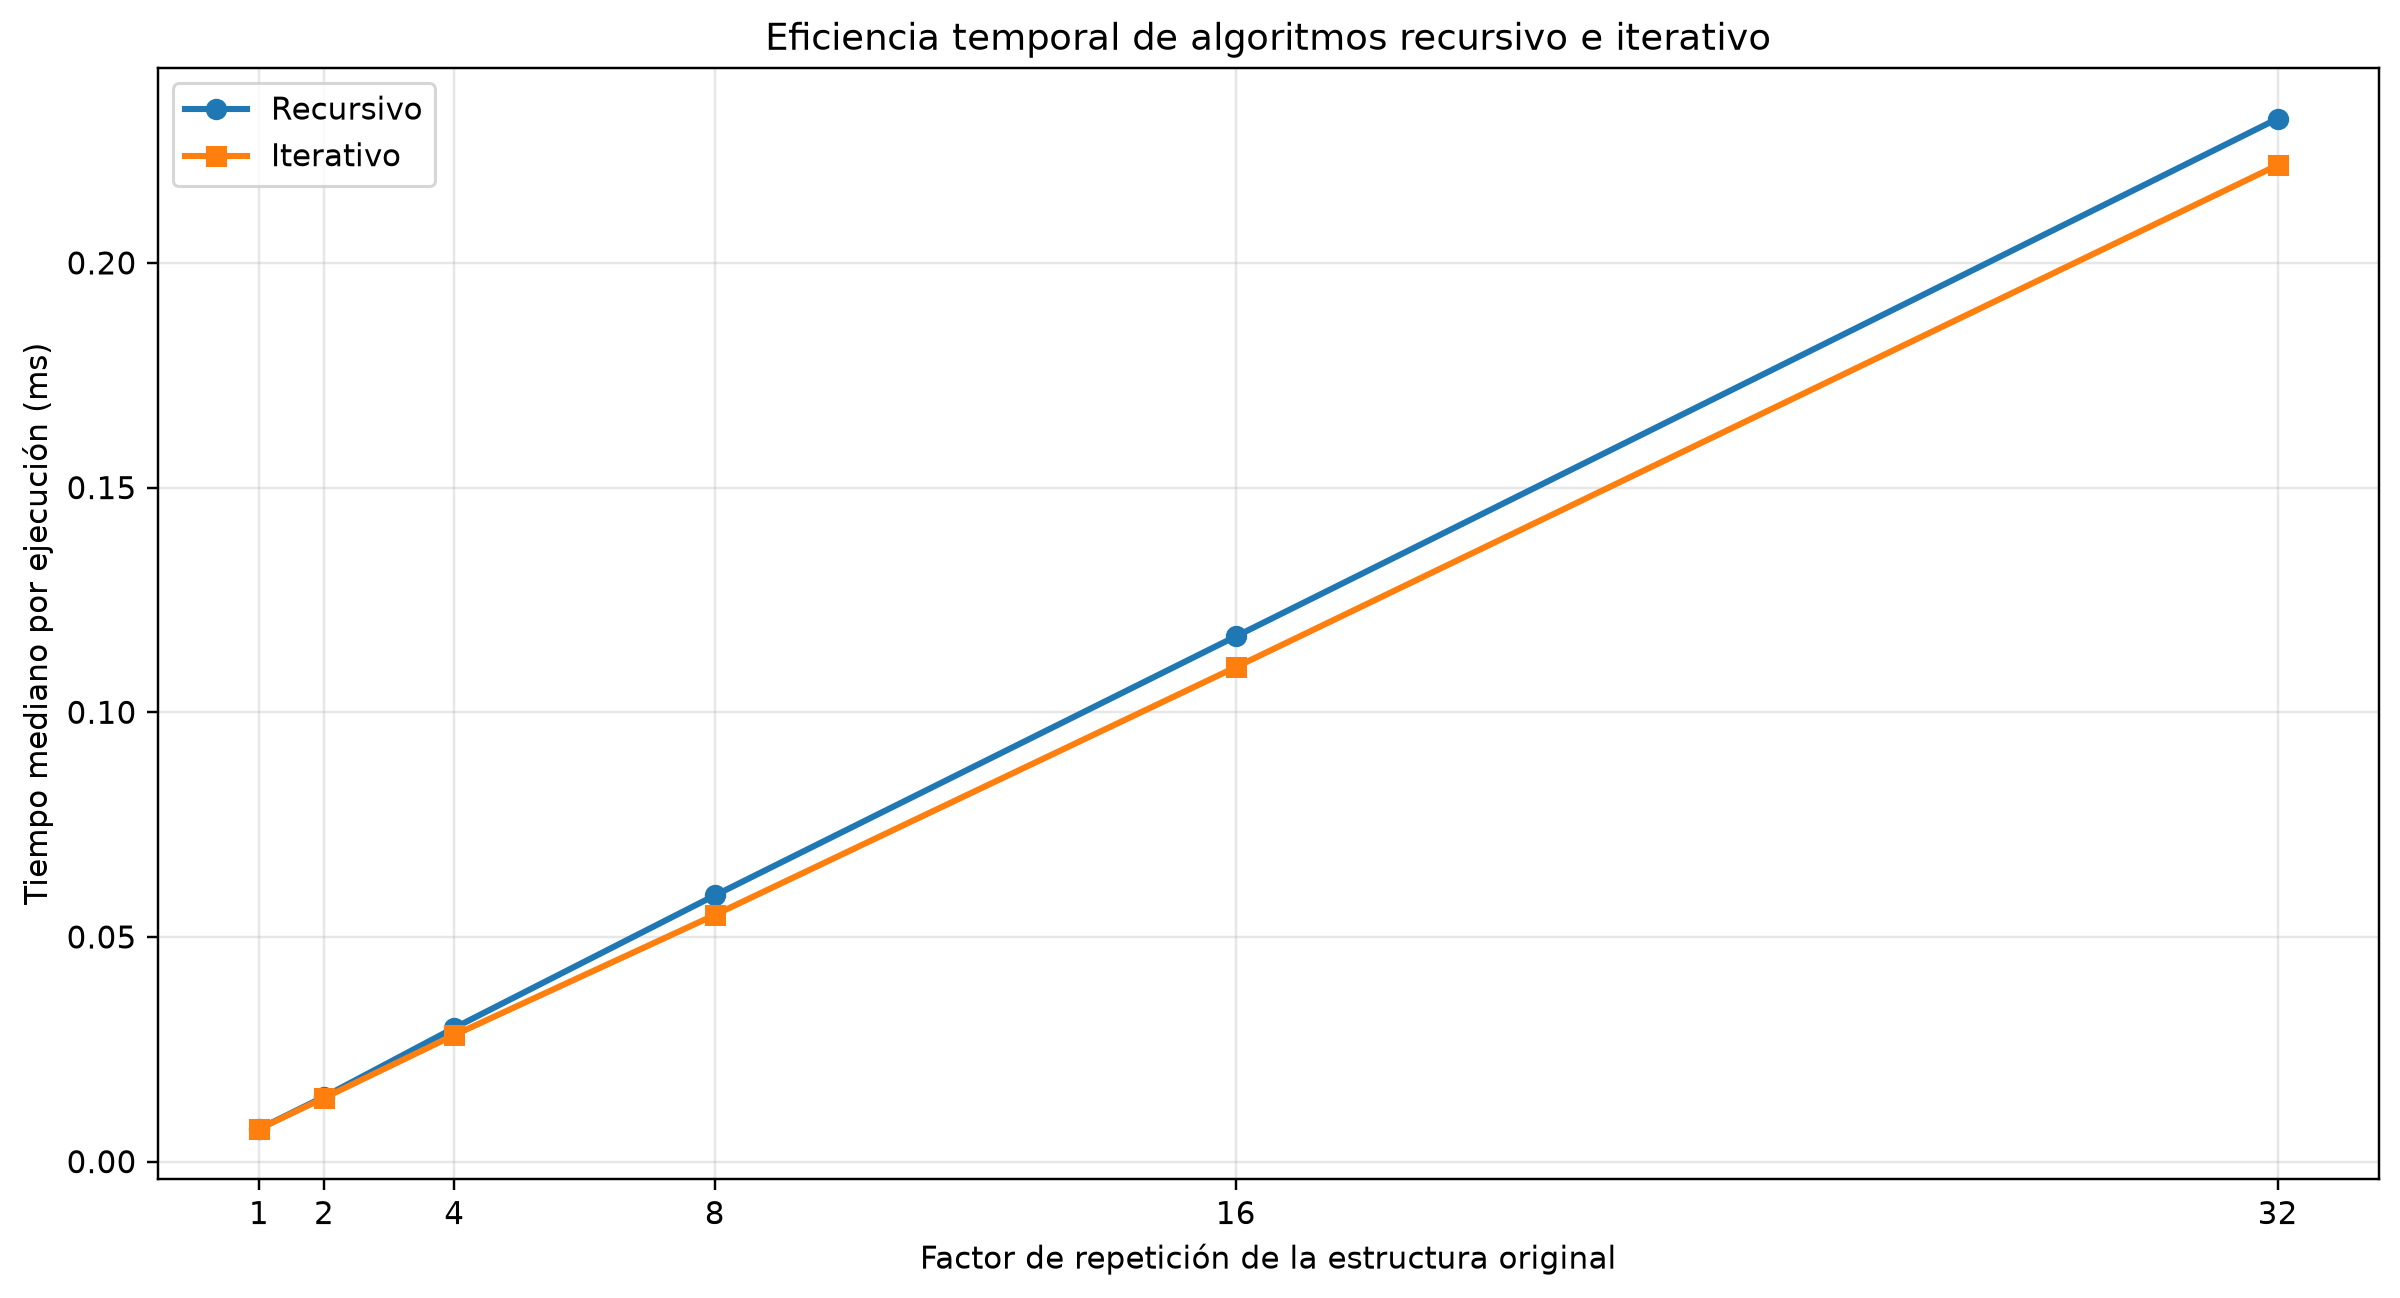 Eficiencia temporal de algoritmos recursivo e iterativo
Recursivo
Iterativo
Tiempo mediano por ejecución (ms)
0.20
0.15
0.10
0.05
0.00
1 2 4 8 16 32
Factor de repetición de la estructura original